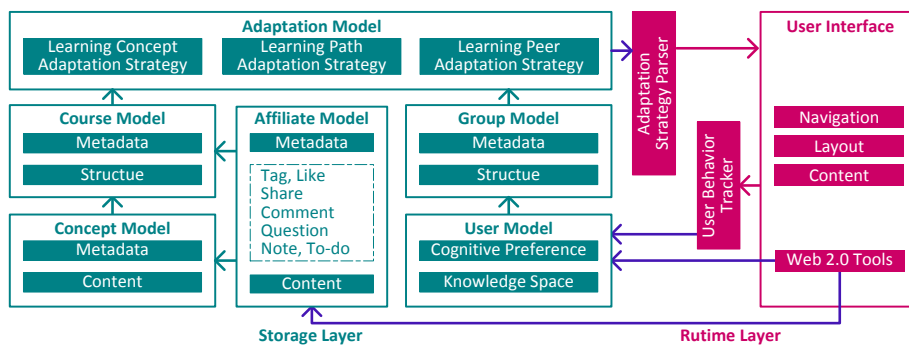 Adaptation Model
Learning Concept
Adaptation Strategy
Learning Path
Adaptation Strategy
Learning Peer
Adaptation Strategy
Adaptation
Strategy Parser
User Interface
Navigation
Layout
Content
Web 2.0 Tools
Course Model
Metadata
Structue
Affiliate Model
Metadata
Tag, Like
Share
Comment
Question
Note, To-do
Content
Group Model
Metadata
Structue
User Behavior
Tracker
Concept Model
Metadata
Content
User Model
Cognitive Preference
Knowledge Space
Storage Layer
Rutime Layer